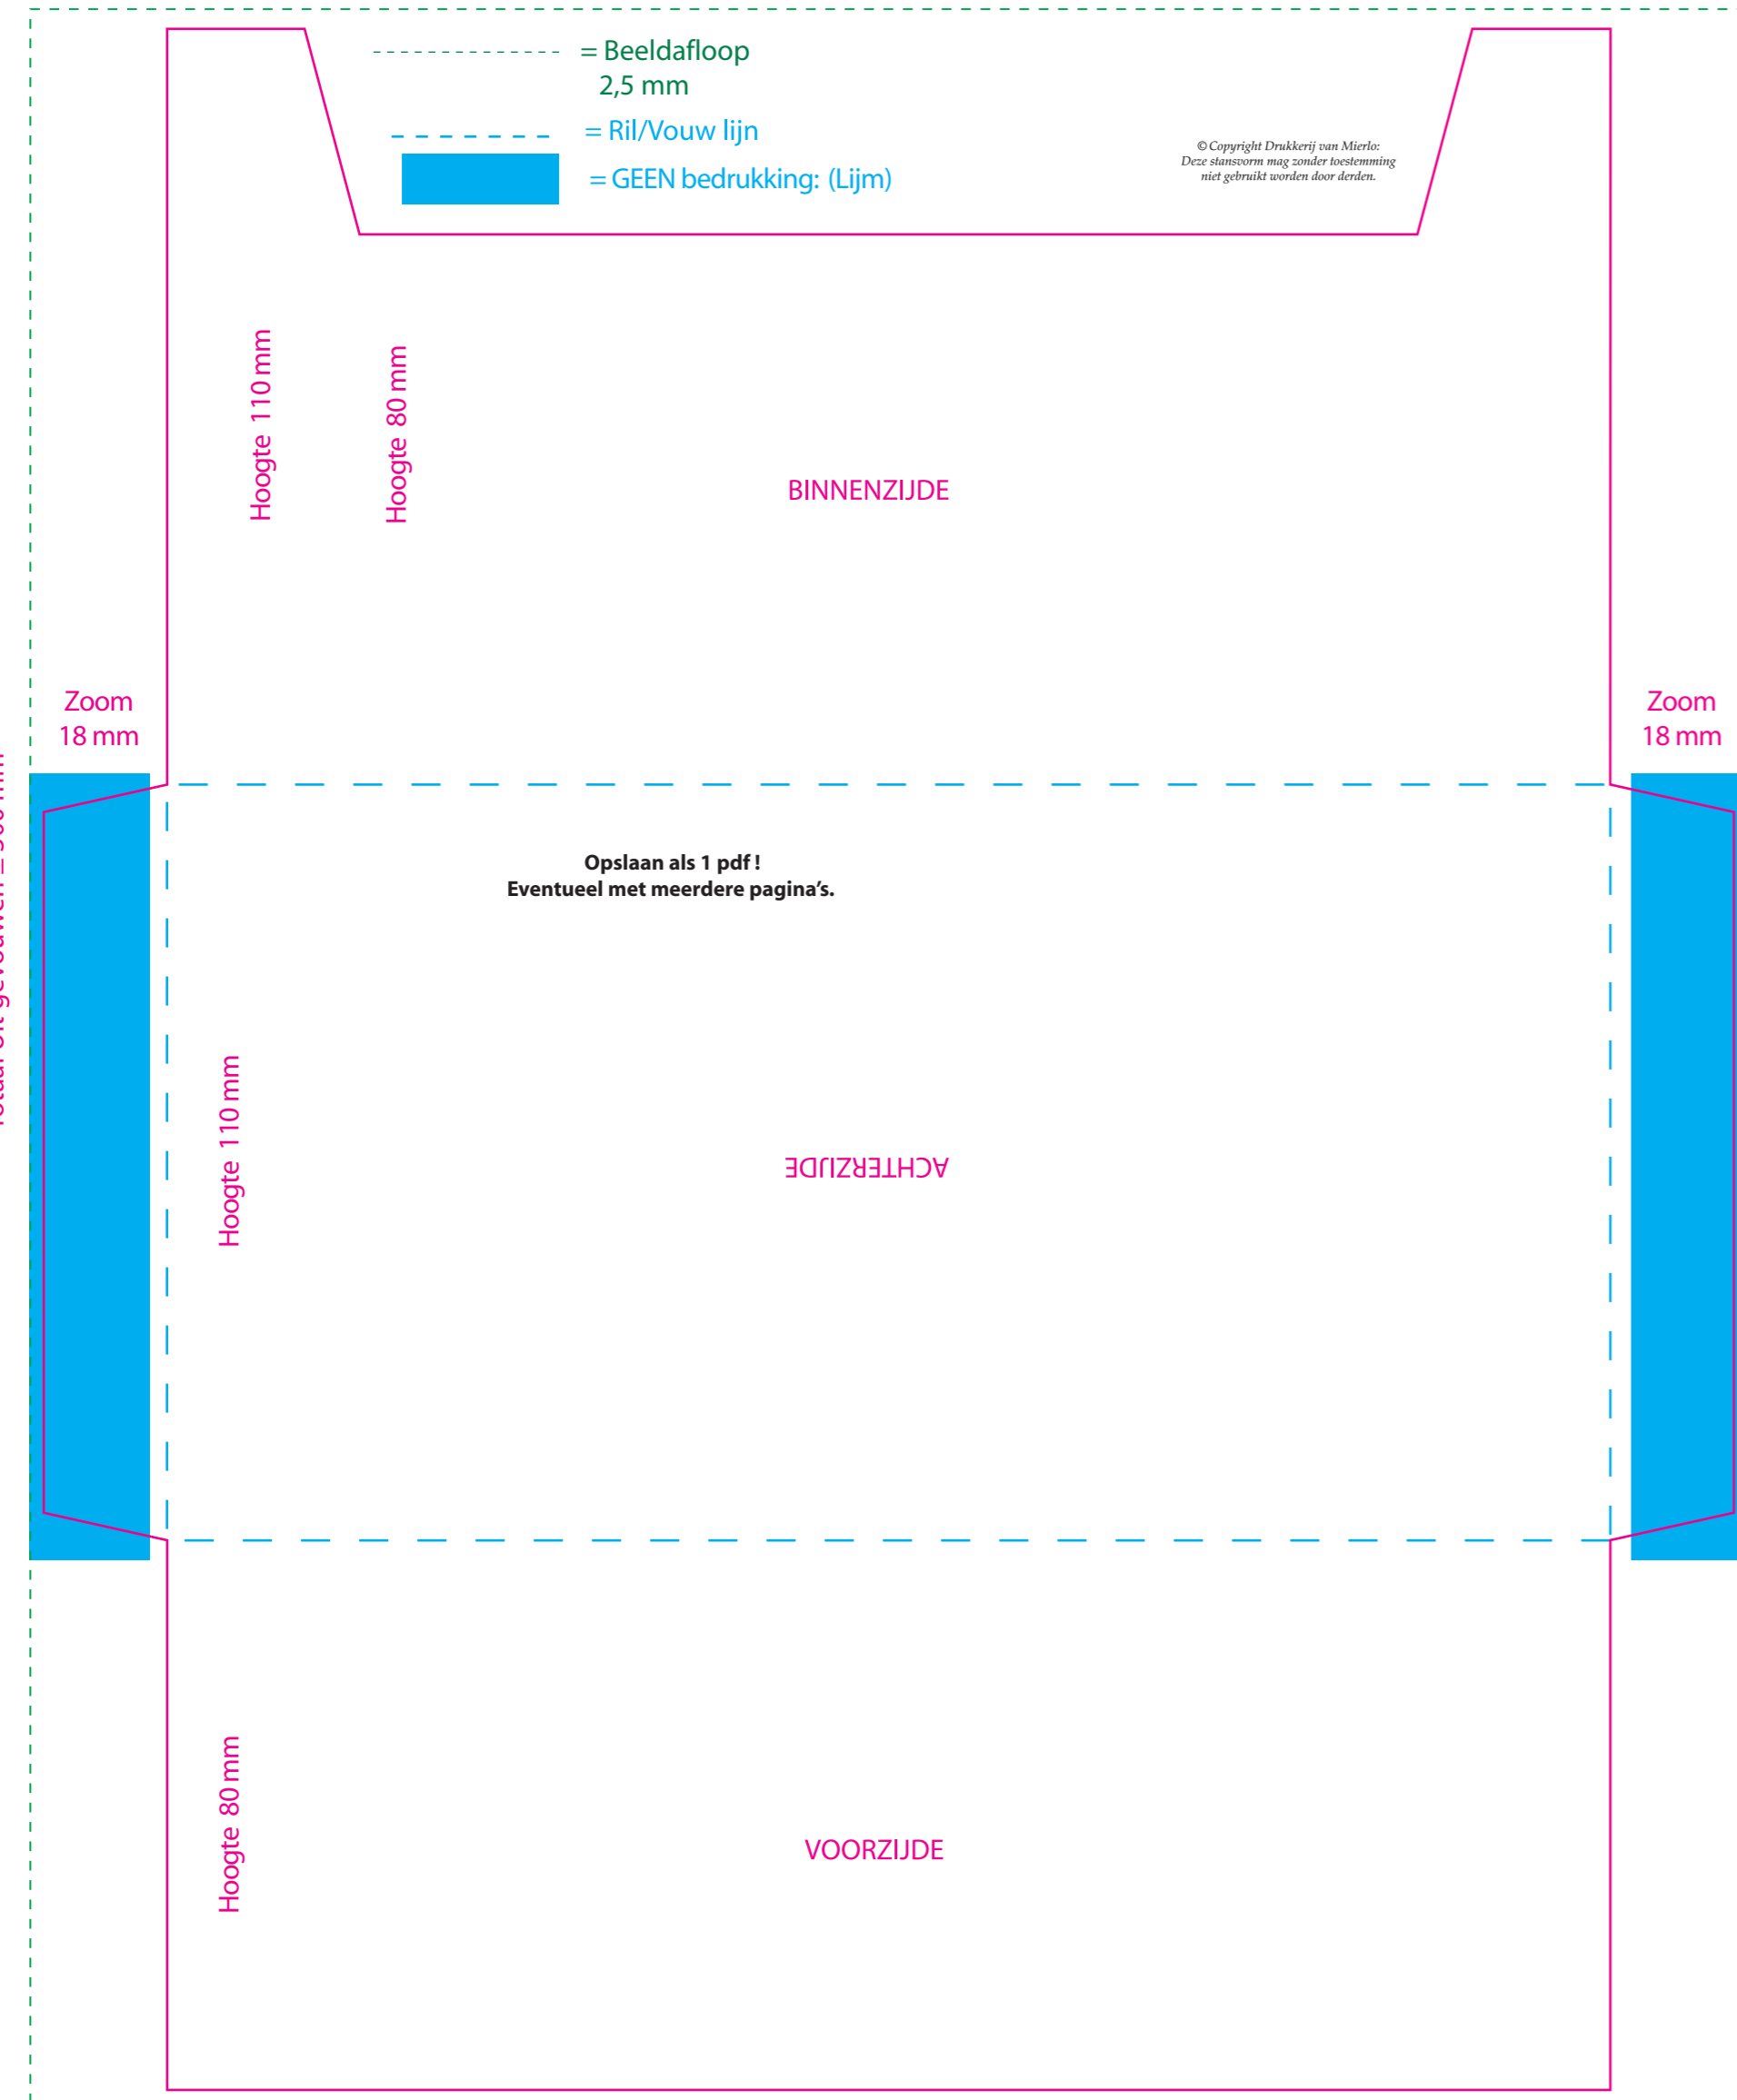 = Beeldafloop
2,5 mm
= Ril/Vouw lijn
= GEEN bedrukking: (Lijm)
© Copyright Drukkerij van Mierlo:
Deze stansvorm mag zonder toestemming
niet gebruikt worden door derden.
Hoogte 110 mm
Hoogte 80 mm
BINNENZIJDE
Zoom
18 mm
Zoom
18 mm
Opslaan als 1 pdf !
Eventueel met meerdere pagina's.
Hoogte 110 mm
ACHTERZIJDE
Hoogte 80 mm
VOORZIJDE